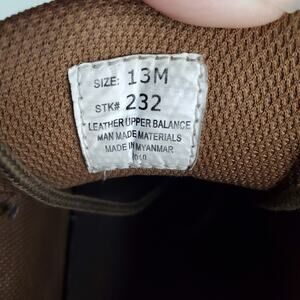 SIZE: 13M
STK# 232
LEATHER UPPER BALANCE
MAN MADE MATERIALS
MADE IN MYANMAR